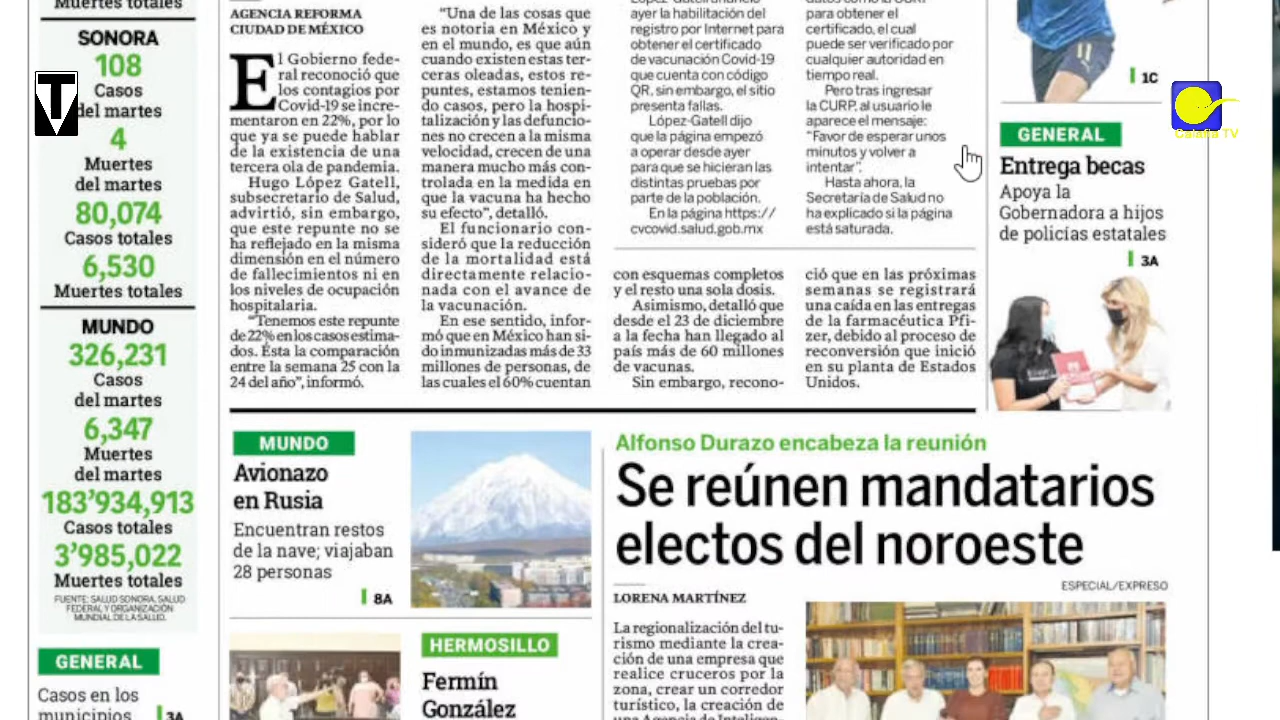 Muertes totales
SONORA
108
Casos
del martes
4
Muertes
del martes
80,074
Casos totales
6,530
Muertes totales
MUNDO
326,231
Casos
del martes
6,347
Muertes
del martes
183'934,913
Casos totales
3'985,022
Muertes totales
FUENTE: SALUD SONORA, SALUD
FEDERAL Y ORGANIZACIÓN
MUNDIAL DE LA SALUD.
GENERAL
Casos en los
municipios
3A
AGENCIA REFORMA
CIUDAD DE MÉXICO
El Gobierno fede-
ral reconoció que
los contagios por
Covid-19 se incre-
mentaron en 22%, por lo
que ya se puede hablar
de la existencia de una
tercera ola de pandemia.
Hugo López Gatell,
subsecretario de Salud,
advirtió, sin embargo,
que este repunte no se
ha reflejado en la misma
dimensión en el número
de fallecimientos ni en
los niveles de ocupación
hospitalaria.
"Tenemos este repunte
de 22% en los casos estima-
dos. Esta la comparación
entre la semana 25 con la
24 del año", informó.
"Una de las cosas que
es notoria en México y
en el mundo, es que aún
cuando existen estas ter-
ceras oleadas, estos re-
puntes, estamos tenien-
do casos, pero la hospi-
talización y las defuncio-
nes no crecen a la misma
velocidad, crecen de una
manera mucho más con-
trolada en la medida en
que la vacuna ha hecho
su efecto", detalló.
El funcionario con-
sideró que la reducción
de la mortalidad está
directamente relacio-
nada con el avance de
la vacunación.
En ese sentido, infor-
mó que en México han si-
do inmunizadas más de 33
millones de personas, de
las cuales el 60% cuentan
López-Gatell anunció
ayer la habilitación del
registro por Internet para
obtener el certificado
de vacunación Covid-19
que cuenta con código
QR, sin embargo, el sitio
presenta fallas.
López-Gatell dijo
que la página empezó
a operar desde ayer
para que se hicieran las
distintas pruebas por
parte de la población.
En la página https://
cvcovid.salud.gob.mx
datos como la CURP
para obtener el
certificado, el cual
puede ser verificado por
cualquier autoridad en
tiempo real.
Pero tras ingresar
la CURP, al usuario le
aparece el mensaje:
"Favor de esperar unos
minutos y volver a
intentar".
Hasta ahora, la
Secretaría de Salud no
ha explicado si la página
está saturada.
con esquemas completos
y el resto una sola dosis.
Asimismo, detalló que
desde el 23 de diciembre
a la fecha han llegado al
país más de 60 millones
de vacunas.
Sin embargo, recono-
ció que en las próximas
semanas se registrará
una caída en las entregas
de la farmacéutica Pfi-
zer, debido al proceso de
reconversión que inició
en su planta de Estados
Unidos.
11
1C
Calana TV
GENERAL
Entrega becas
Apoya la
Gobernadora a hijos
de policías estatales
3A
MUNDO
Avionazo
en Rusia
Encuentran restos
de la nave; viajaban
28 personas
8A
HERMOSILLO
Fermín
González
Alfonso Durazo encabeza la reunión
Se reúnen mandatarios
electos del noroeste
ESPECIAL/EXPRESO
LORENA MARTÍNEZ
La regionalización del tu-
rismo mediante la crea-
ción de una empresa que
realice cruceros por la
zona, crear un corredor
turístico, la creación de
una Agencia de Inteligen-